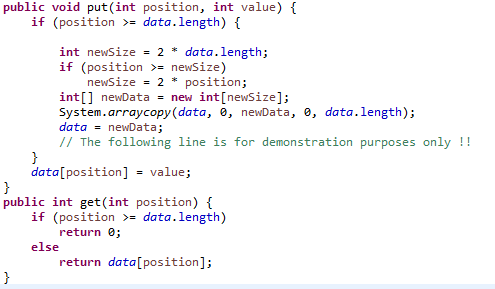 public void put(int position, int value) {
    if (position >= data.length) {

        int newSize = 2 * data.length;
        if (position >= newSize)
            newSize = 2 * position;
        int[] newData = new int[newSize];
        System.arraycopy(data, 0, newData, 0, data.length);
        data = newData;
        // The following line is for demonstration purposes only !!
    }
    data[position] = value;
}
public int get(int position) {
    if (position >= data.length)
        return 0;
    else
        return data[position];
}